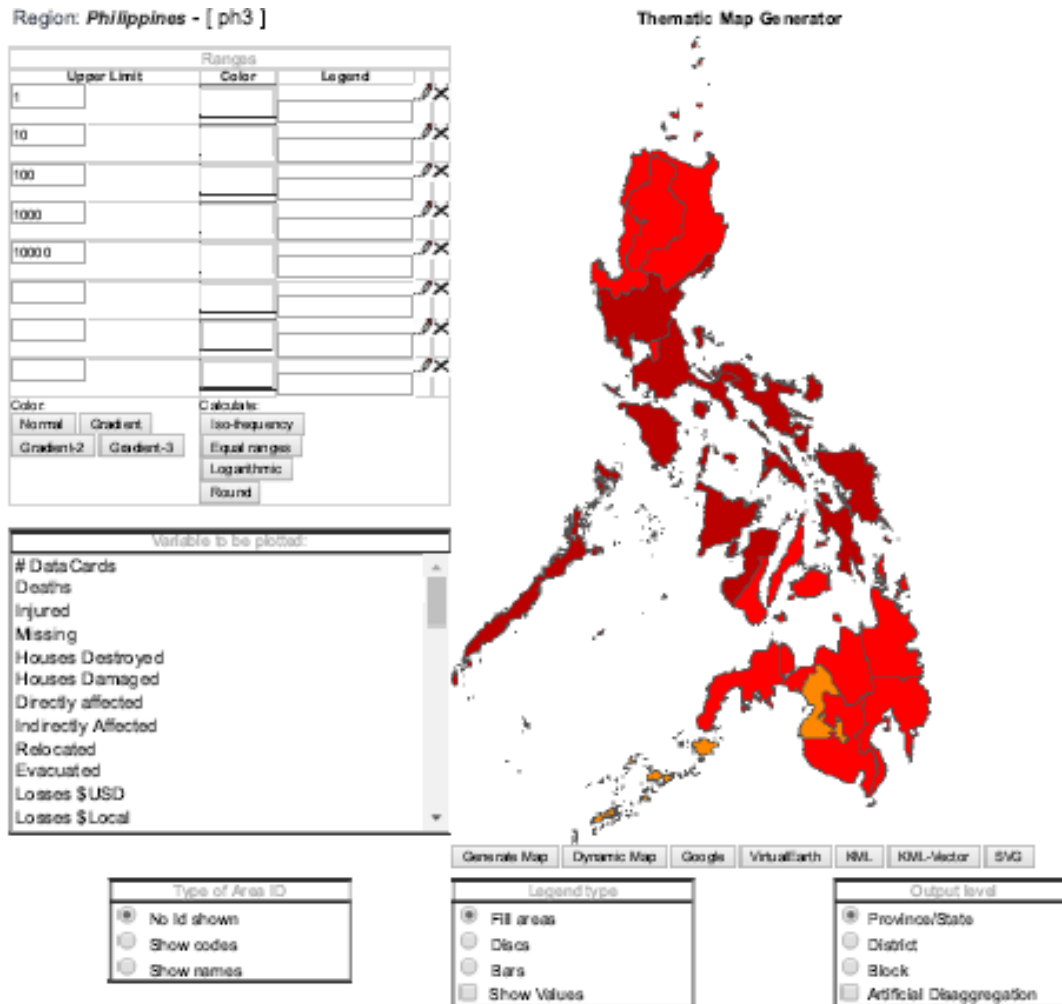 Region: Philippines - [ ph3 ]
Thematic Map Generator
Ranges
Upper Limit Color Legend
1
10
100
1000
10000
Color: Calculate:
Normal Gradient Iso-frequency
Gradient-2 Gradient-3 Equal ranges
Logarithmic
Round
Variable to be plotted:
# DataCards
Deaths
Injured
Missing
Houses Destroyed
Houses Damaged
Directly affected
Indirectly Affected
Relocated
Evacuated
Losses $USD
Losses $Local
Generate Map Dynamic Map Google VirtualEarth KML KML-Vector SVG
Type of Area ID
No Id shown
Show codes
Show names
Legend type
Fill areas
Discs
Bars
Show Values
Output level
Province/State
District
Block
Artificial Disaggregation